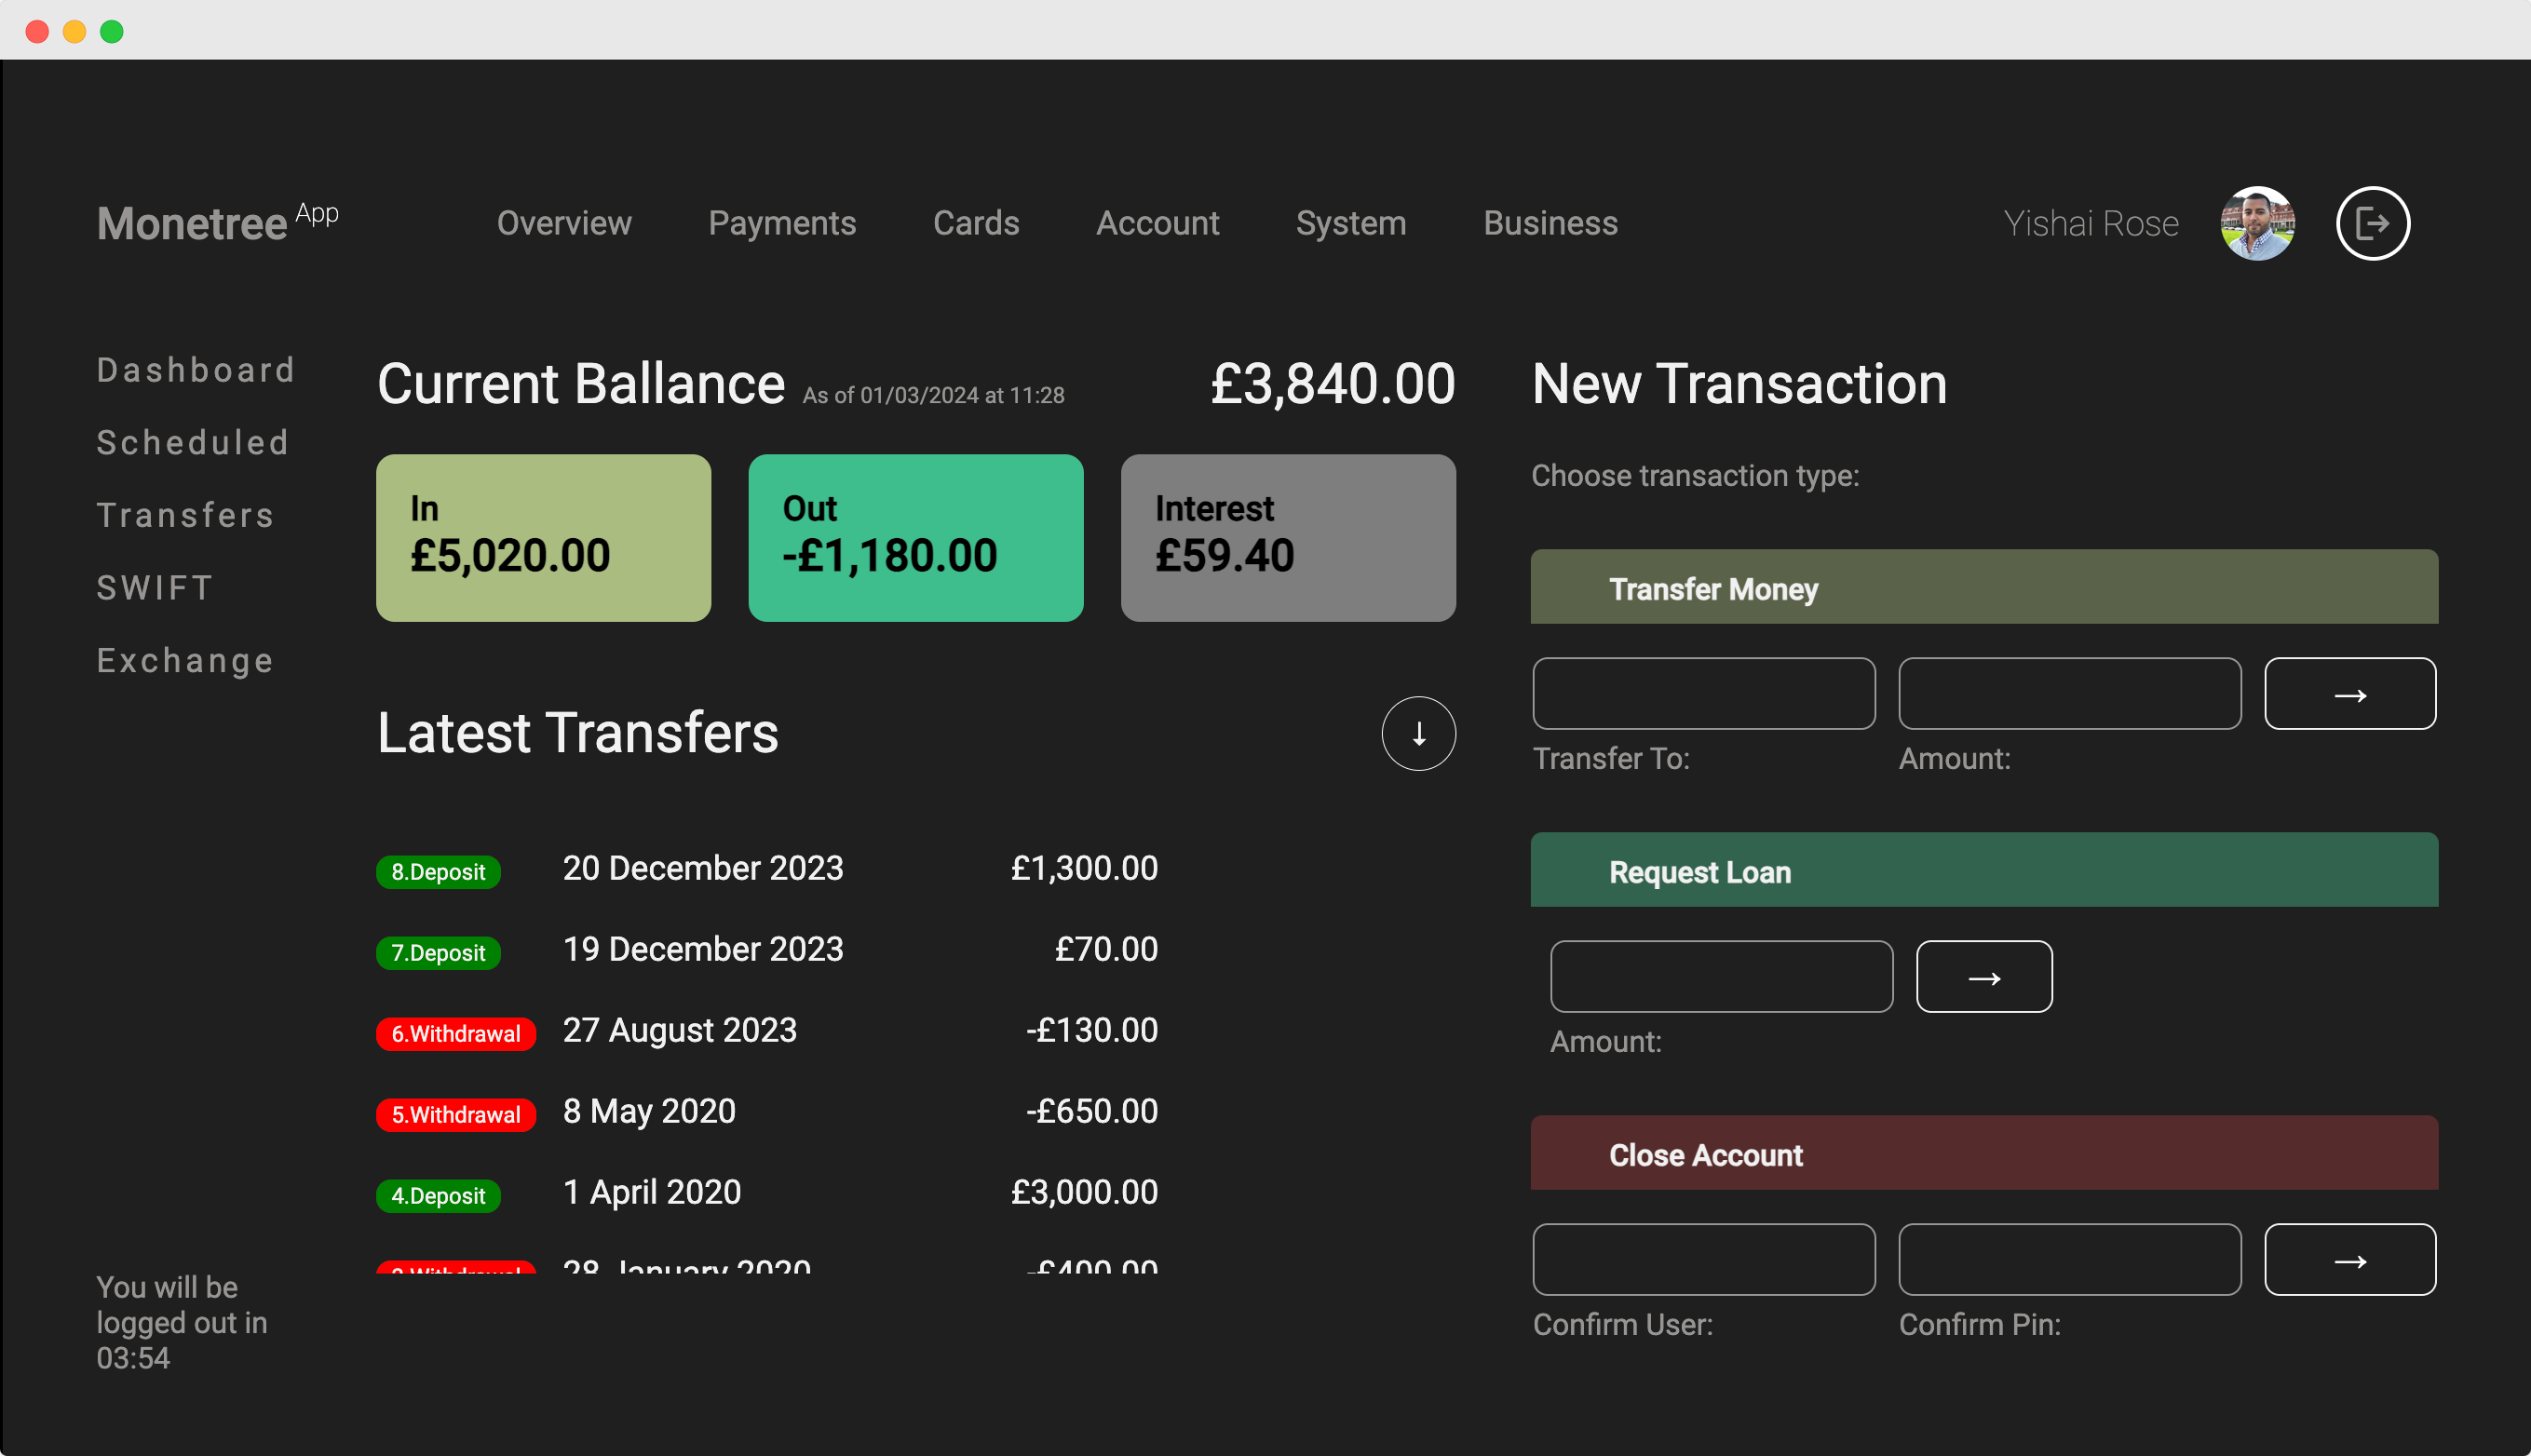 Monetree App
Overview
Payments
Cards
Account
System
Business
Yishai Rose
Dashboard
Scheduled
Transfers
SWIFT
Exchange
You will be
logged out in
03:54
Current Ballance As of 01/03/2024 at 11:28 £3,840.00
In
£5,020.00
Out
-£1,180.00
Interest
£59.40
Latest Transfers
↓
8.Deposit 20 December 2023 £1,300.00
7.Deposit 19 December 2023 £70.00
6.Withdrawal 27 August 2023 -£130.00
5.Withdrawal 8 May 2020 -£650.00
4.Deposit 1 April 2020 £3,000.00
3.Withdrawal 28 January 2020 -£400.00
New Transaction
Choose transaction type:
Transfer Money
→
Transfer To: Amount:
Request Loan
→
Amount:
Close Account
→
Confirm User: Confirm Pin: